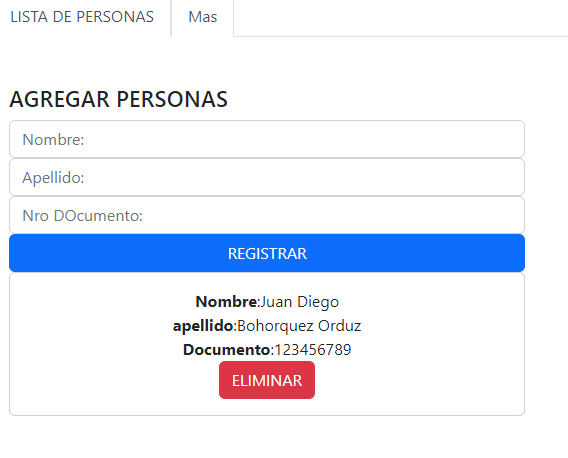 LISTA DE PERSONAS Mas
AGREGAR PERSONAS
Nombre:
Apellido:
Nro DOcumento:
REGISTRAR
Nombre:Juan Diego
apellido:Bohorquez Orduz
Documento:123456789
ELIMINAR